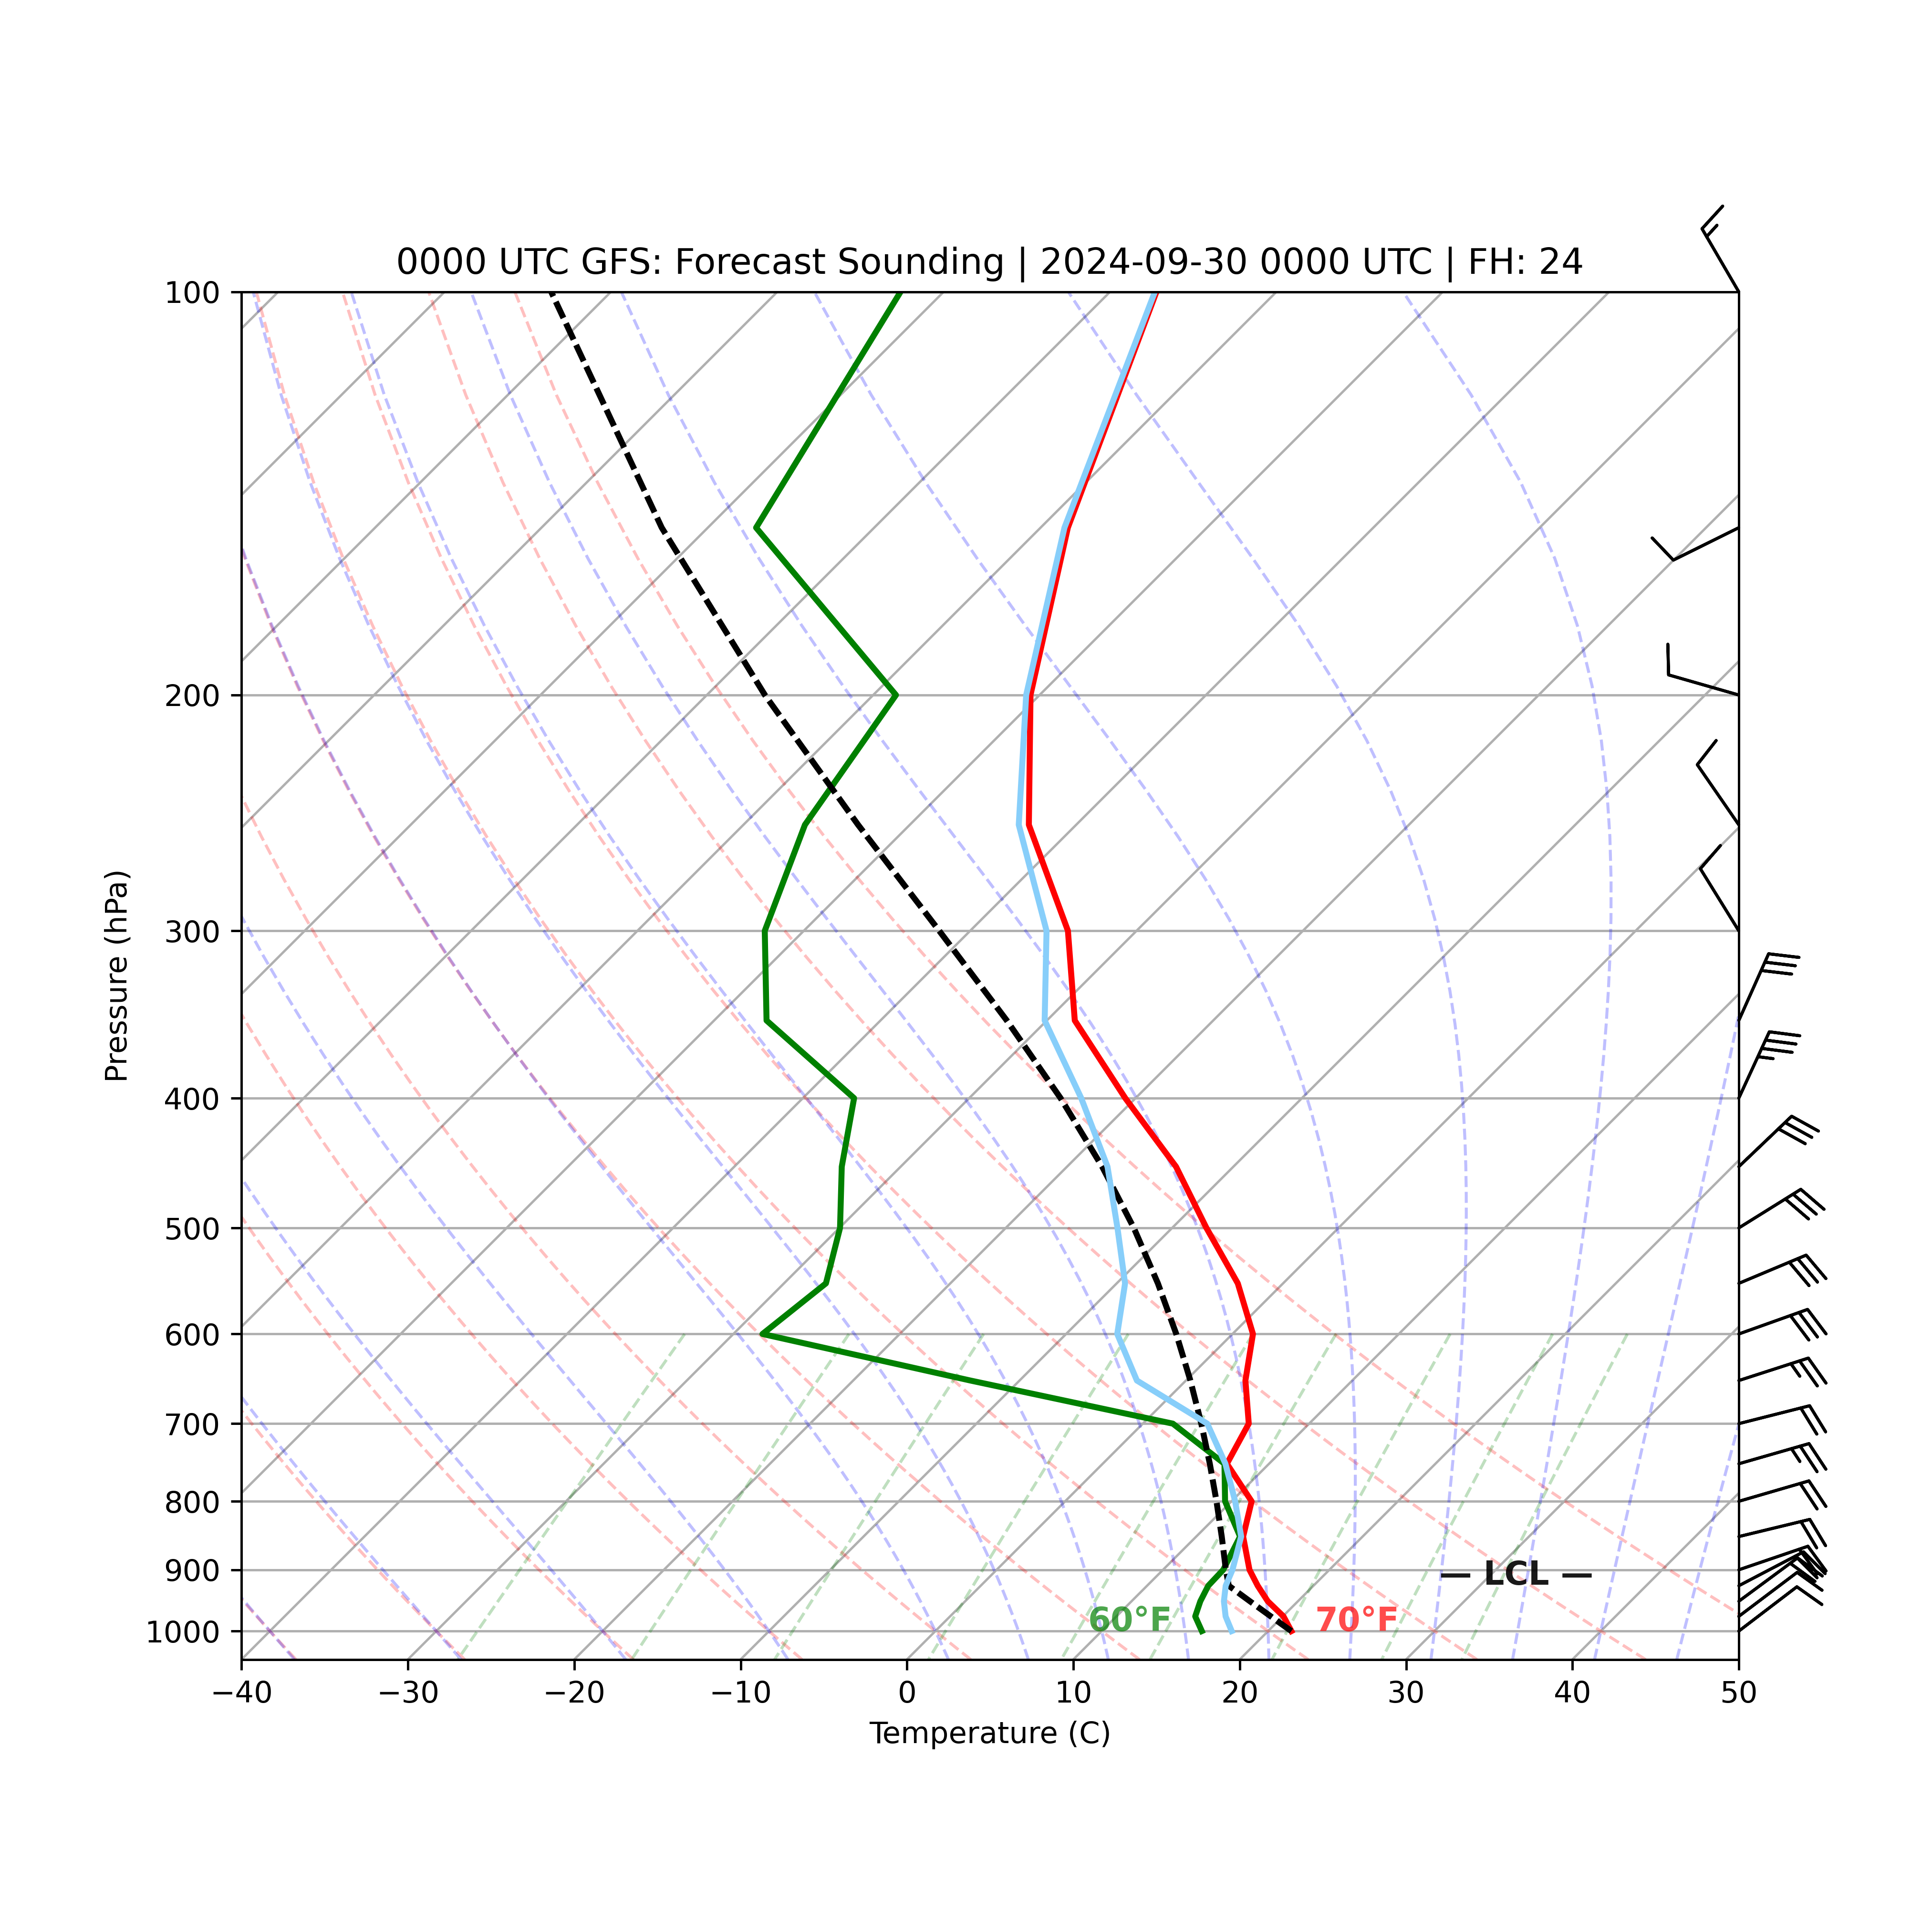 0000 UTC GFS: Forecast Sounding | 2024-09-30 0000 UTC | FH: 24
100
200
300
400
500
600
700
800
900
1000
Pressure (hPa)
— LCL —
60°F
70°F
−40 −30 −20 −10 0 10 20 30 40 50
Temperature (C)